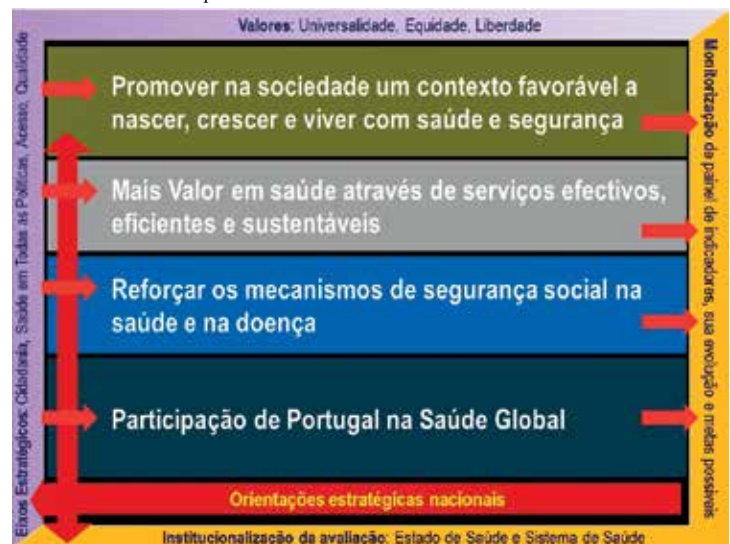 Valores: Universalidade, Equidade, Liberdade
Eixos Estratégicos: Cidadania, Saúde em Todas as Políticas, Acesso, Qualidade
Promover na sociedade um contexto favorável a
nascer, crescer e viver com saúde e segurança
Mais Valor em saúde através de serviços efectivos,
eficientes e sustentáveis
Reforçar os mecanismos de segurança social na
saúde e na doença
Participação de Portugal na Saúde Global
Orientações estratégicas nacionais
Monitorização de painel de indicadores, sua evolução e metas possíveis
Institucionalização da avaliação: Estado de Saúde e Sistema de Saúde